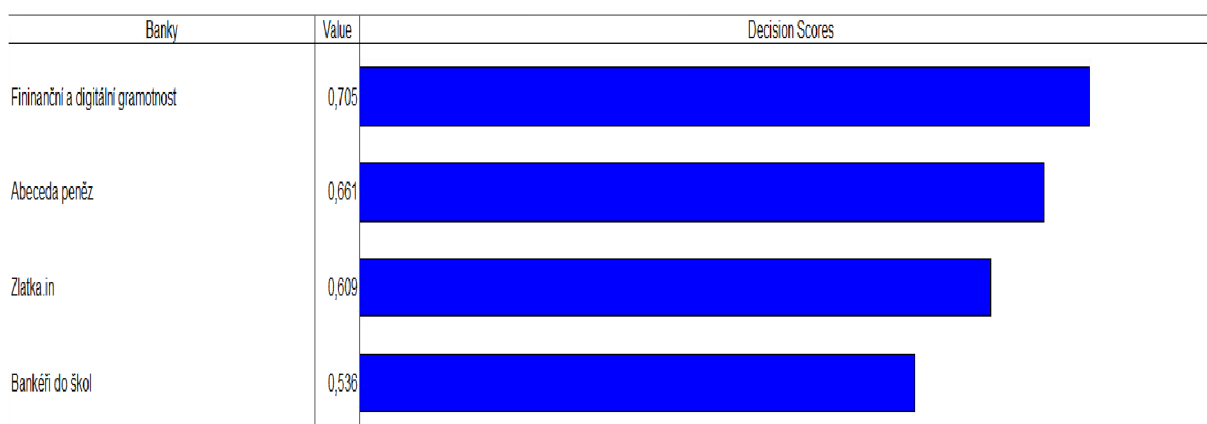 Banky Value Decision Scores
Fininanční a digitální gramotnost 0,705
Abeceda peněz 0,661
Zlatka.in 0,609
Bankéři do škol 0,536